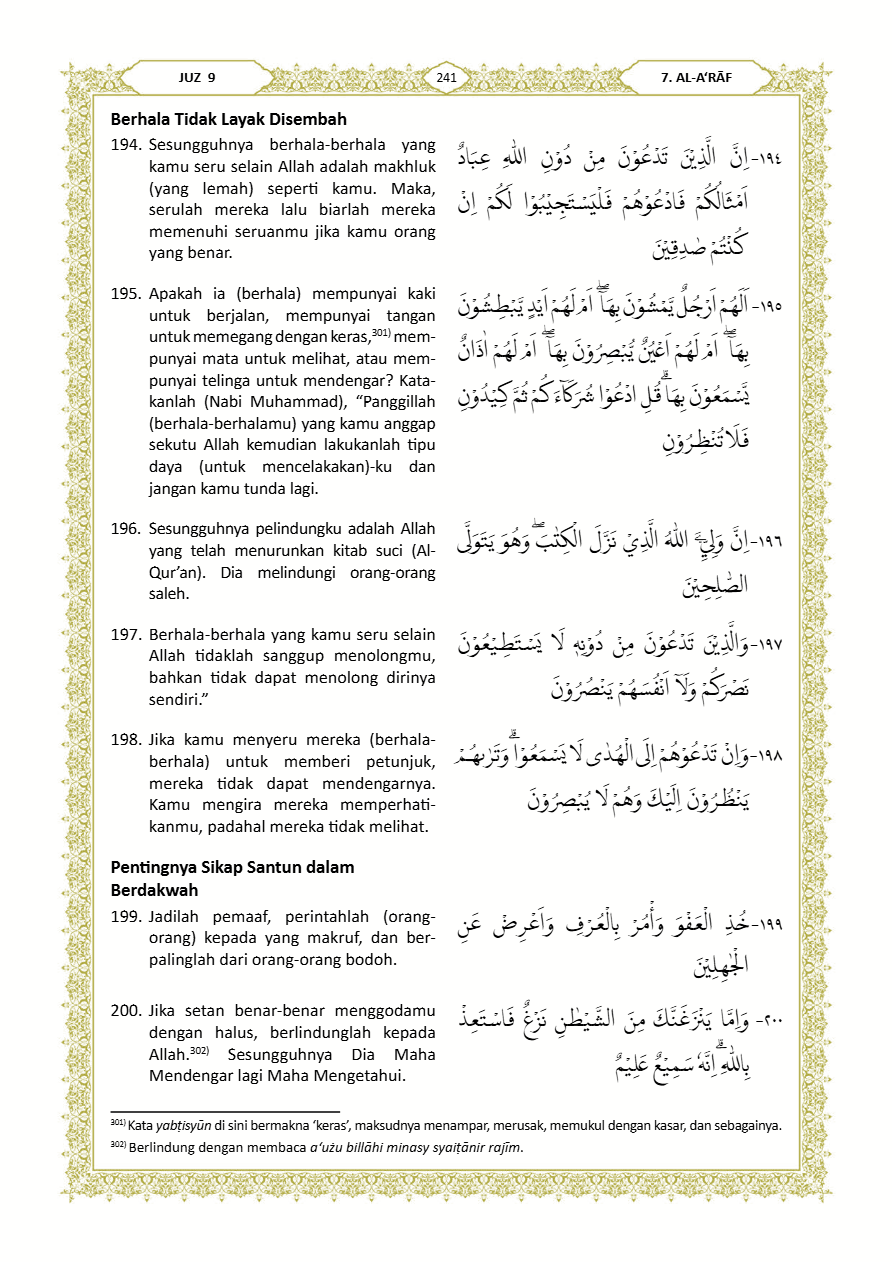 JUZ 9
241
7. AL-A‘RĀF
Berhala Tidak Layak Disembah
194. Sesungguhnya berhala-berhala yang
kamu seru selain Allah adalah makhluk
(yang lemah) seperti kamu. Maka,
serulah mereka lalu biarlah mereka
memenuhi seruanmu jika kamu orang
yang benar.
١٩٤- اِنَّ الَّذِيْنَ تَدْعُوْنَ مِنْ دُوْنِ اللّٰهِ عِبَادٌ
اَمْثَالُكُمْ فَادْعُوْهُمْ فَلْيَسْتَجِيْبُوْا لَكُمْ اِنْ
كُنْتُمْ صٰدِقِيْنَ
195. Apakah ia (berhala) mempunyai kaki
untuk berjalan, mempunyai tangan
untuk memegang dengan keras,301) mem-
punyai mata untuk melihat, atau mem-
punyai telinga untuk mendengar? Kata-
kanlah (Nabi Muhammad), “Panggillah
(berhala-berhalamu) yang kamu anggap
sekutu Allah kemudian lakukanlah tipu
daya (untuk mencelakakan)-ku dan
jangan kamu tunda lagi.
١٩٥- اَلَهُمْ اَرْجُلٌ يَّمْشُوْنَ بِهَآ ۖ اَمْ لَهُمْ اَيْدٍ يَّبْطِشُوْنَ
بِهَآ ۖ اَمْ لَهُمْ اَعْيُنٌ يُّبْصِرُوْنَ بِهَآ ۖ اَمْ لَهُمْ اٰذَانٌ
يَّسْمَعُوْنَ بِهَاۗ قُلِ ادْعُوْا شُرَكَاۤءَكُمْ ثُمَّ كِيْدُوْنِ
فَلَا تُنْظِرُوْنِ
196. Sesungguhnya pelindungku adalah Allah
yang telah menurunkan kitab suci (Al-
Qur’an). Dia melindungi orang-orang
saleh.
١٩٦- اِنَّ وَلِيِّ َۧ اللّٰهُ الَّذِيْ نَزَّلَ الْكِتٰبَۖ وَهُوَ يَتَوَلَّى
الصّٰلِحِيْنَ
197. Berhala-berhala yang kamu seru selain
Allah tidaklah sanggup menolongmu,
bahkan tidak dapat menolong dirinya
sendiri.”
١٩٧- وَالَّذِيْنَ تَدْعُوْنَ مِنْ دُوْنِهٖ لَا يَسْتَطِيْعُوْنَ
نَصْرَكُمْ وَلَآ اَنْفُسَهُمْ يَنْصُرُوْنَ
198. Jika kamu menyeru mereka (berhala-
berhala) untuk memberi petunjuk,
mereka tidak dapat mendengarnya.
Kamu mengira mereka memperhati-
kanmu, padahal mereka tidak melihat.
١٩٨- وَاِنْ تَدْعُوْهُمْ اِلَى الْهُدٰى لَا يَسْمَعُوْاۗ وَتَرٰىهُمْ
يَنْظُرُوْنَ اِلَيْكَ وَهُمْ لَا يُبْصِرُوْنَ
Pentingnya Sikap Santun dalam
Berdakwah
199. Jadilah pemaaf, perintahlah (orang-
orang) kepada yang makruf, dan ber-
palinglah dari orang-orang bodoh.
١٩٩- خُذِ الْعَفْوَ وَأْمُرْ بِالْعُرْفِ وَاَعْرِضْ عَنِ
الْجٰهِلِيْنَ
200. Jika setan benar-benar menggodamu
dengan halus, berlindunglah kepada
Allah.302) Sesungguhnya Dia Maha
Mendengar lagi Maha Mengetahui.
٢٠٠- وَاِمَّا يَنْزَغَنَّكَ مِنَ الشَّيْطٰنِ نَزْغٌ فَاسْتَعِذْ
بِاللّٰهِۗ اِنَّهٗ سَمِيْعٌ عَلِيْمٌ
301) Kata yabṭisyūn di sini bermakna ‘keras’, maksudnya menampar, merusak, memukul dengan kasar, dan sebagainya.
302) Berlindung dengan membaca a‘użu billāhi minasy syaiṭānir rajīm.